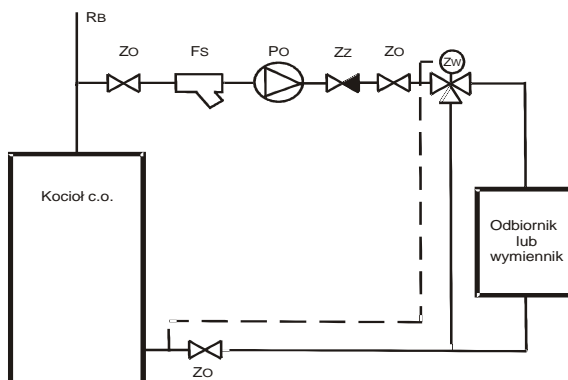 RB
ZO
FS
PO
ZZ
ZO
ZW
Kocioł c.o.
Odbiornik
lub
wymiennik
ZO